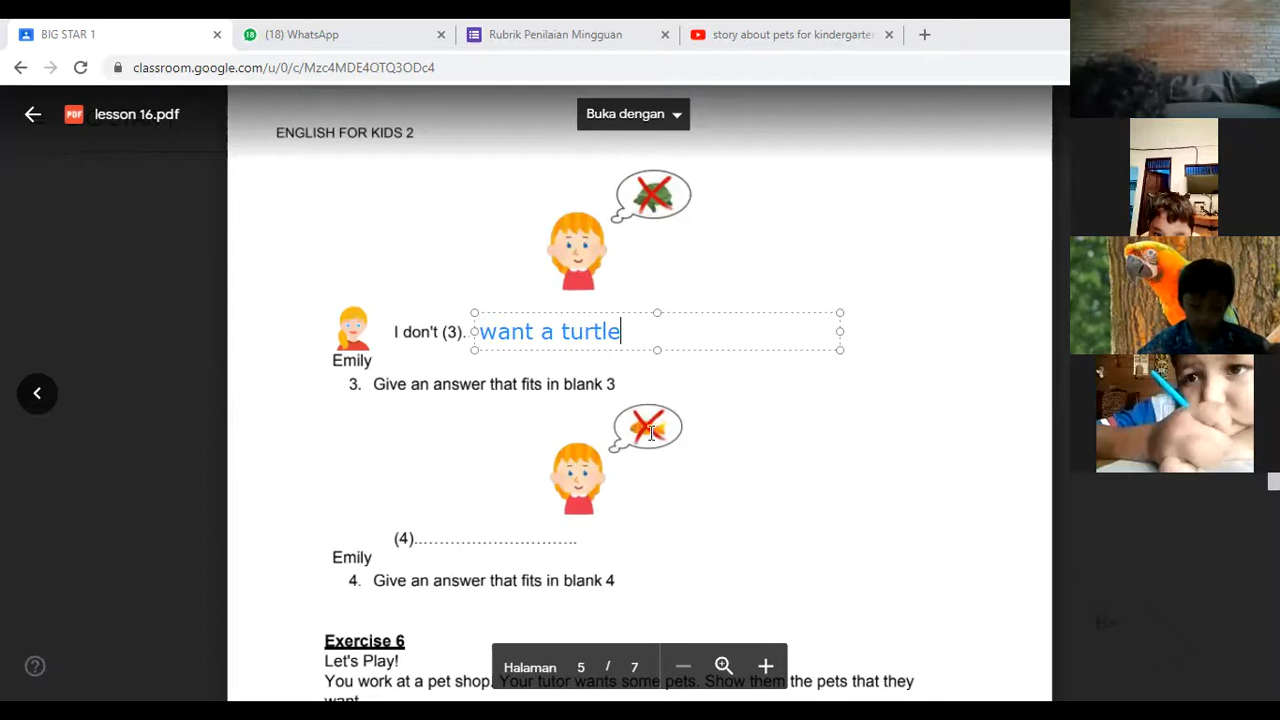 BIG STAR 1
18
(18) WhatsApp
Rubrik Penilaian Mingguan
story about pets for kindergarte
classroom.google.com/u/0/c/Mzc4MDE4OTQ3ODc4
PDF
lesson 16.pdf
Buka dengan
ENGLISH FOR KIDS 2
I don't (3). want a turtle
Emily
3. Give an answer that fits in blank 3
(4)...............................
Emily
4. Give an answer that fits in blank 4
Exercise 6
Let's Play!
You work at a pet shop. Your tutor wants some pets. Show them the pets that they
want.
Halaman 5 / 7